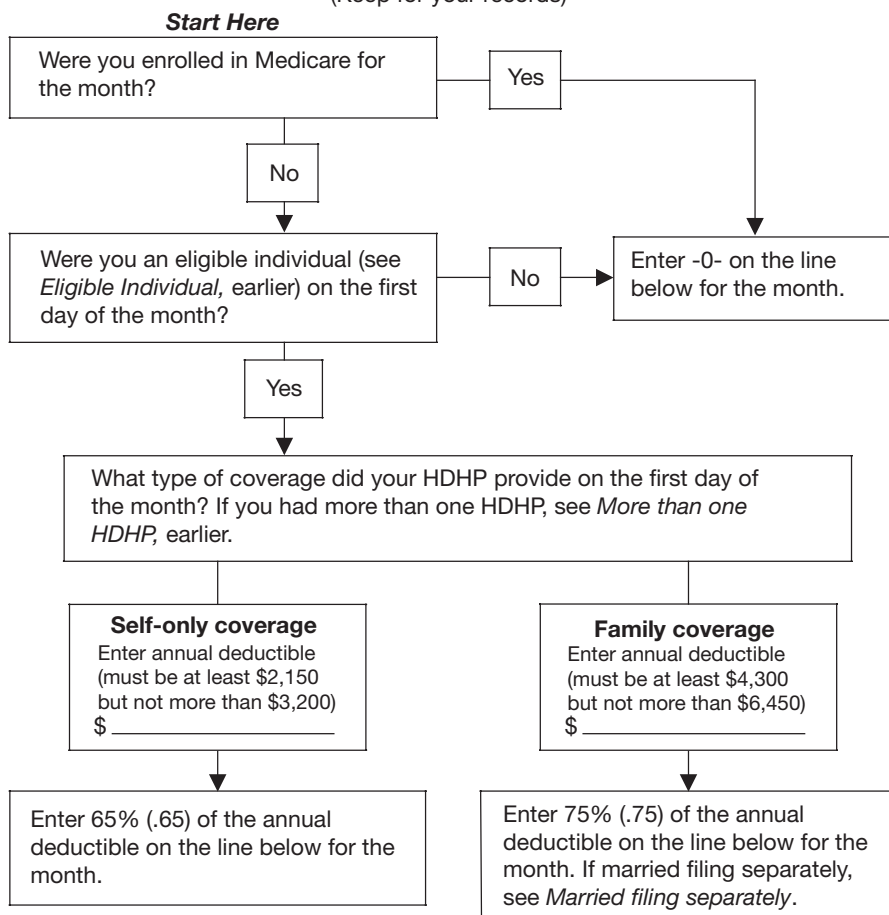 (Keep for your records)
Start Here
Were you enrolled in Medicare for
the month?
Yes
No
Were you an eligible individual (see
Eligible Individual, earlier) on the first
day of the month?
No
Enter -0- on the line
below for the month.
Yes
What type of coverage did your HDHP provide on the first day of
the month? If you had more than one HDHP, see More than one
HDHP, earlier.
Self-only coverage
Enter annual deductible
(must be at least $2,150
but not more than $3,200)
$
Family coverage
Enter annual deductible
(must be at least $4,300
but not more than $6,450)
$
Enter 65% (.65) of the annual
deductible on the line below for the
month.
Enter 75% (.75) of the annual
deductible on the line below for the
month. If married filing separately,
see Married filing separately.